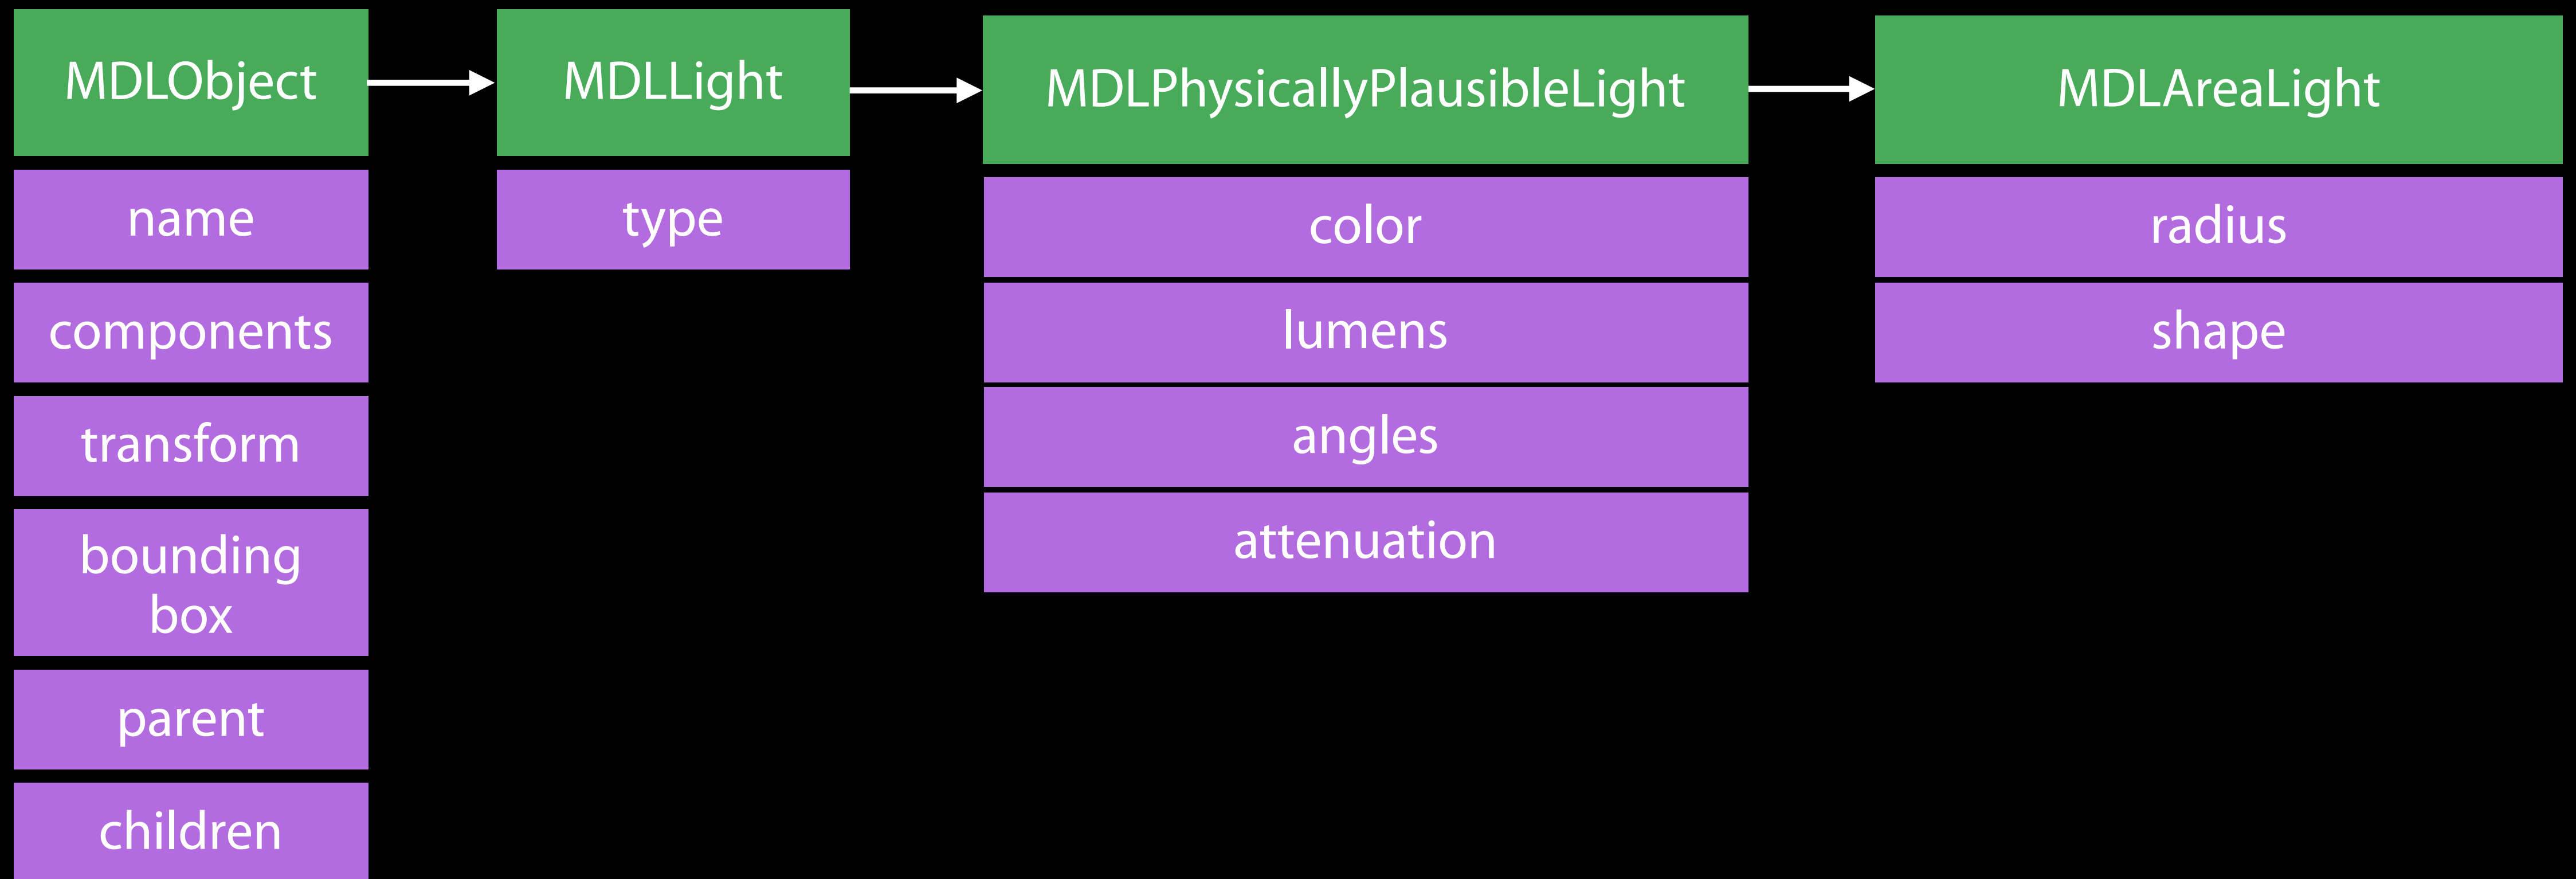 MDLObject
name
components
transform
bounding
box
parent
children
MDLLight
type
MDLPhysicallyPlausibleLight
color
lumens
angles
attenuation
MDLAreaLight
radius
shape